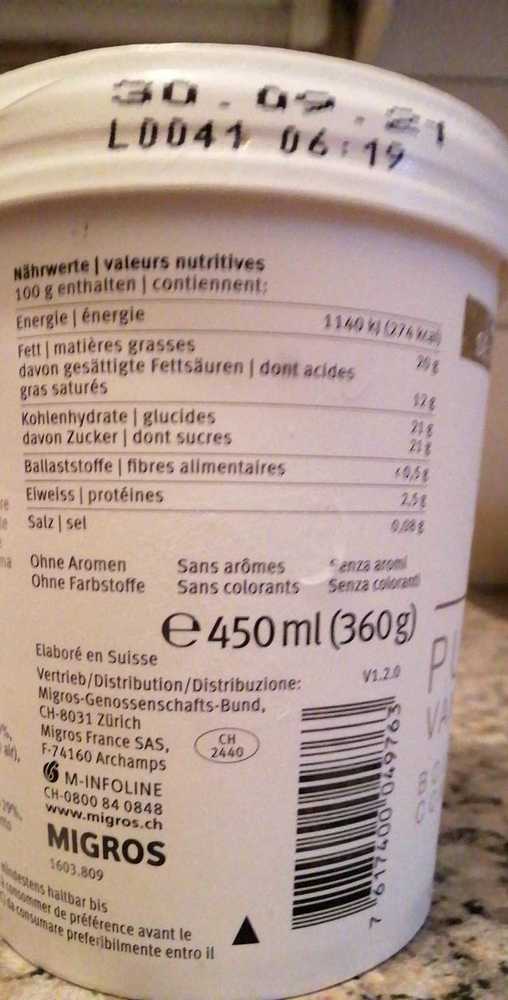 30.09.21
L0041 06:19
Nährwerte | valeurs nutritives
100 g enthalten | contiennent:
Energie | énergie 1140 kJ (274 kcal)
Fett | matières grasses 20 g
davon gesättigte Fettsäuren | dont acides
gras saturés 12 g
Kohlenhydrate | glucides 21 g
davon Zucker | dont sucres 21 g
Ballaststoffe | fibres alimentaires <0,5 g
Eiweiss | protéines 2,5 g
Salz | sel 0,08 g
Ohne Aromen Sans arômes Senza aromi
Ohne Farbstoffe Sans colorants Senza coloranti
e 450 ml (360 g)
Elaboré en Suisse
Vertrieb/Distribution/Distribuzione: V1.2.0
Migros-Genossenschafts-Bund,
CH-8031 Zürich
Migros France SAS,
F-74160 Archamps
CH
2440
M-INFOLINE
CH-0800 84 0848
www.migros.ch
MIGROS
1603.809
mindestens haltbar bis
à consommer de préférence avant le
da consumare preferibilmente entro il
7 617400 049763